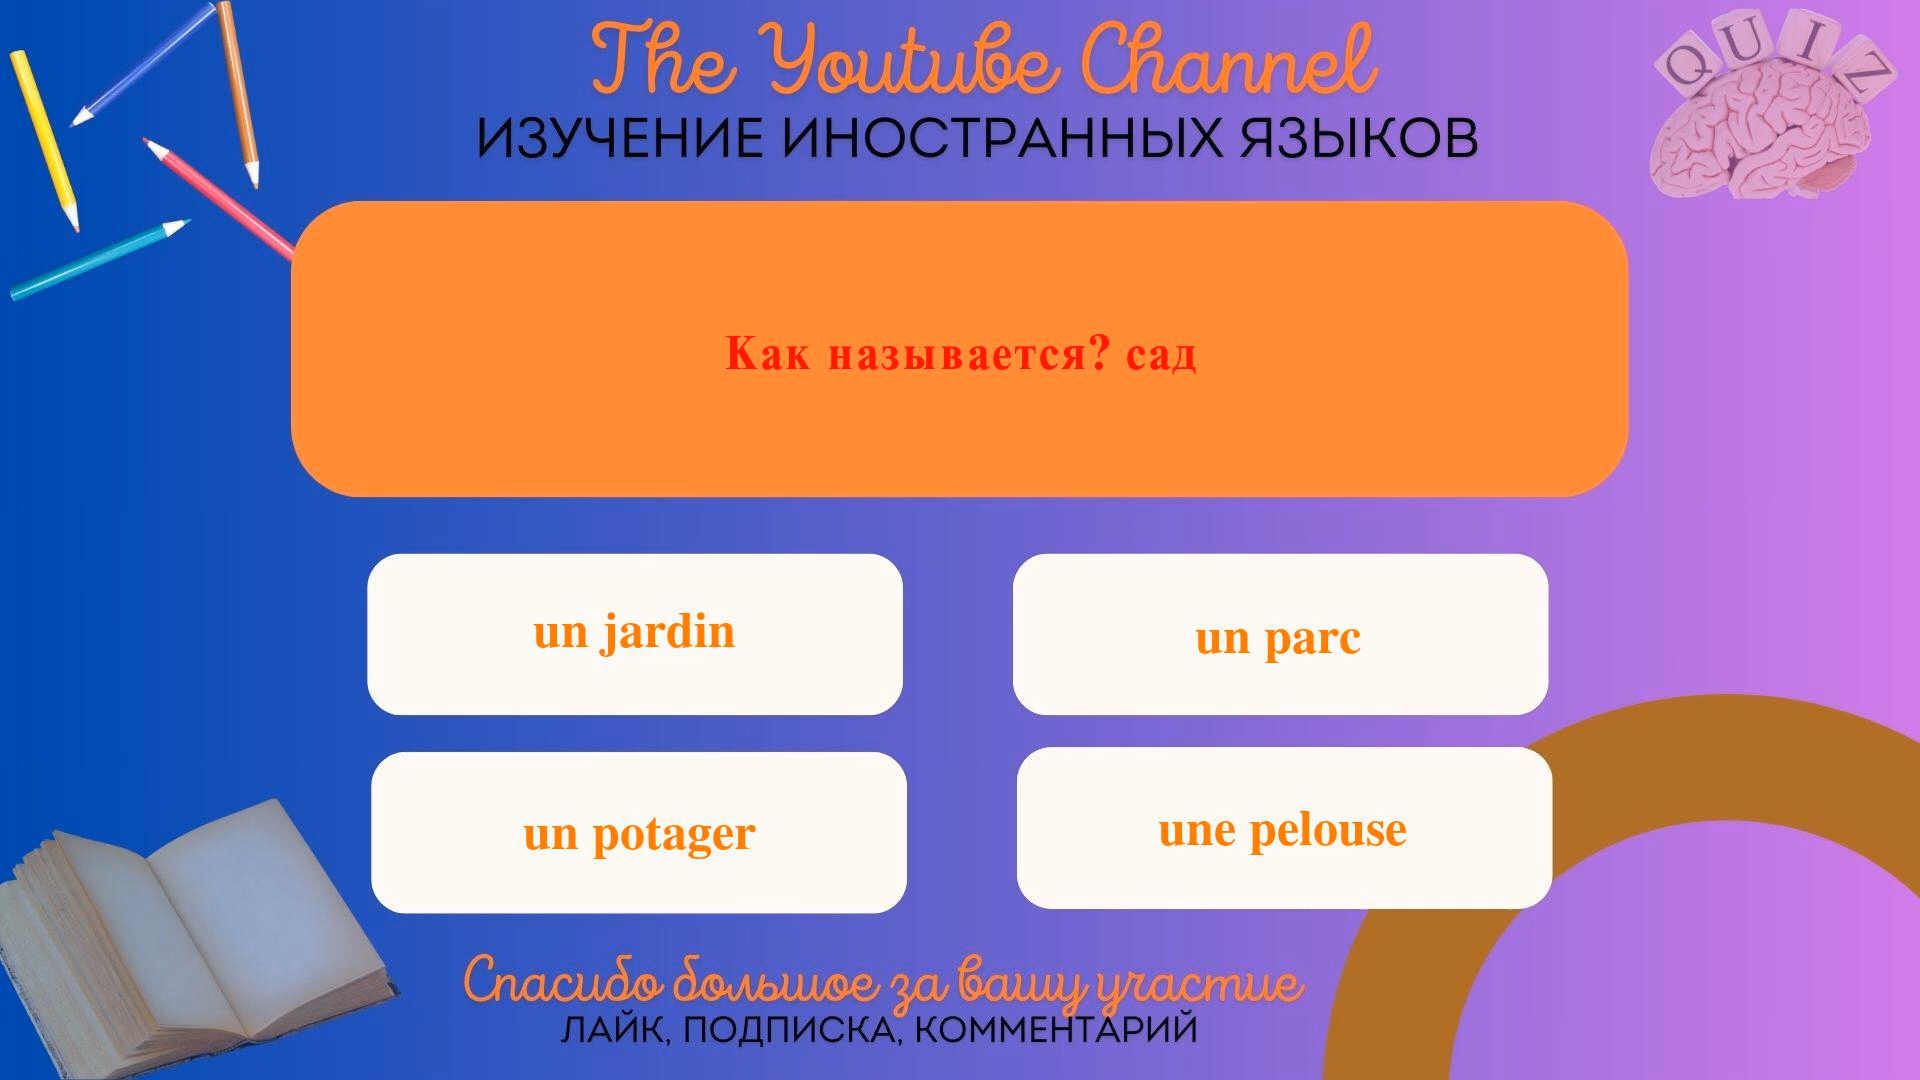 The Youtube Channel
QUIZ
ИЗУЧЕНИЕ ИНОСТРАННЫХ ЯЗЫКОВ
Как называется? сад
un jardin
un parc
un potager
une pelouse
Спасибо большое за вашу участие
ЛАЙК, ПОДПИСКА, КОММЕНТАРИЙ